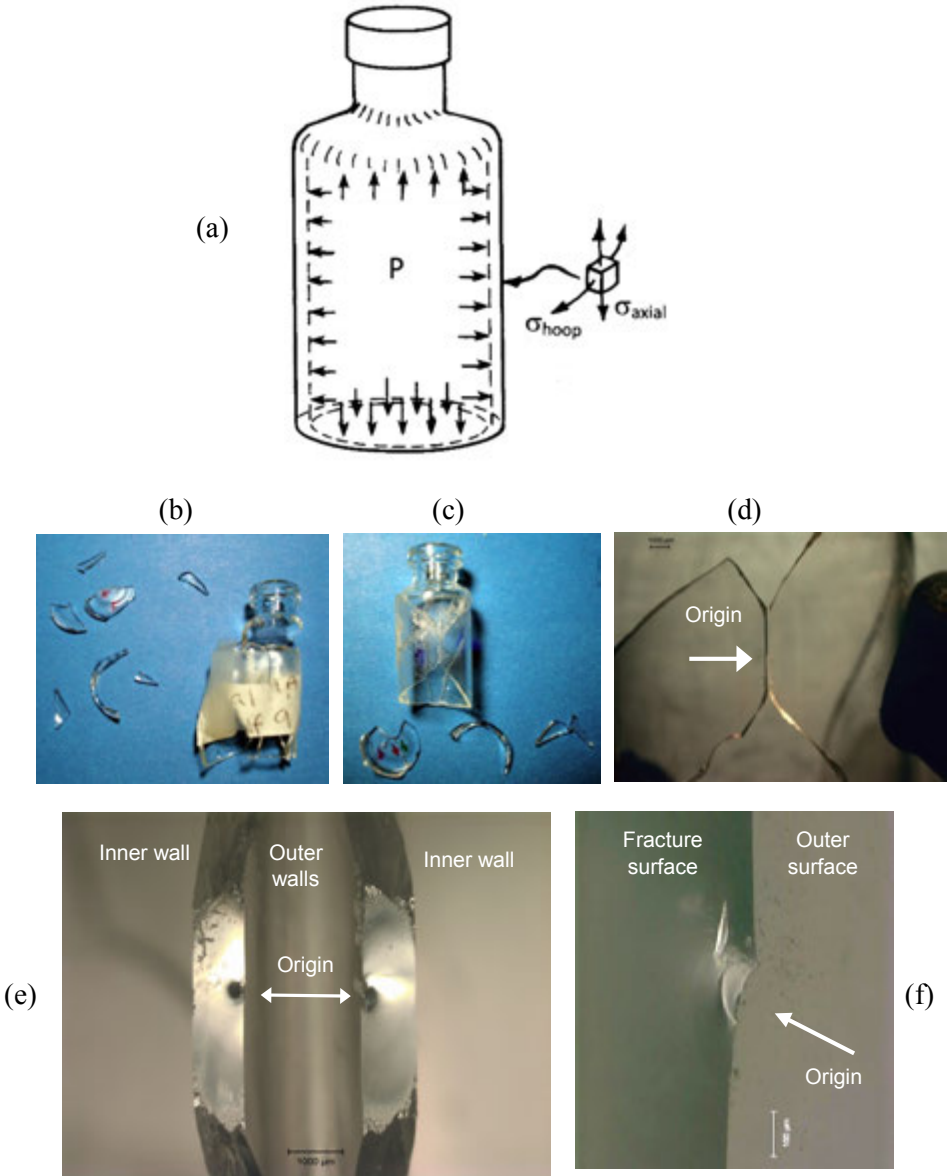 (a)
P
σhoop
σaxial
(b)
(c)
(d)
Origin
(e)
Inner wall
Outer
walls
Inner wall
Origin
1000 µm
Fracture
surface
Outer
surface
Origin
(f)